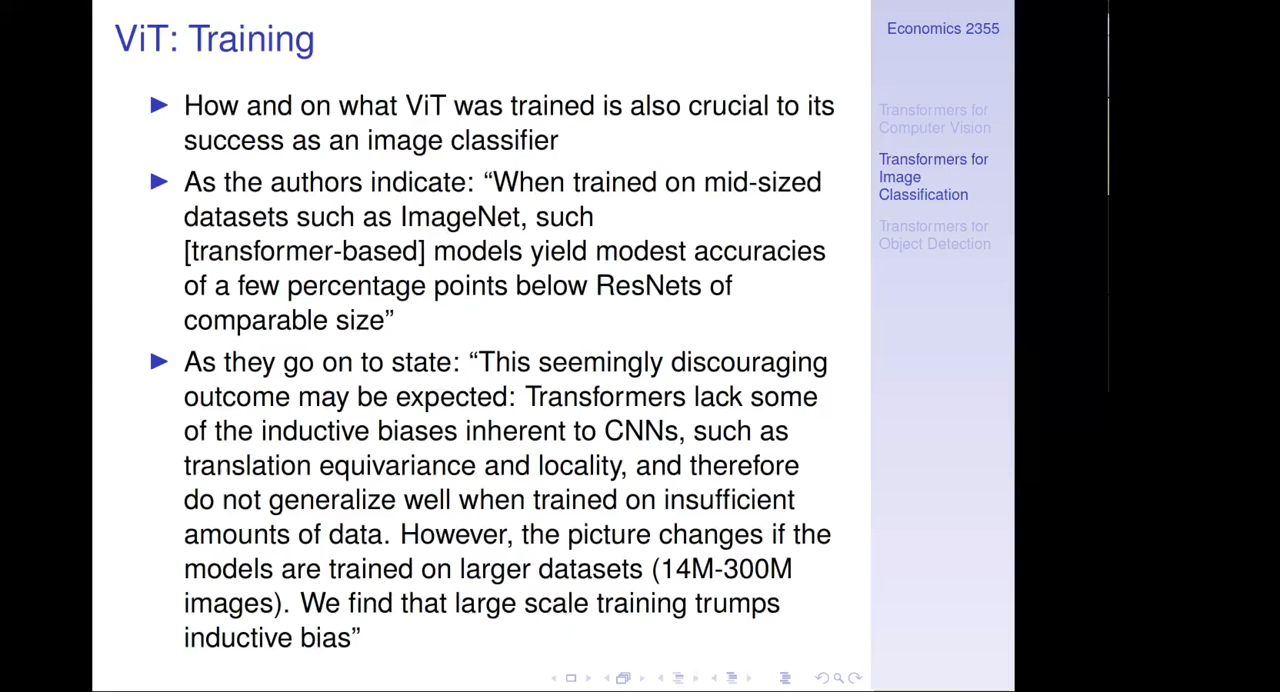 ViT: Training
How and on what ViT was trained is also crucial to its
success as an image classifier
As the authors indicate: “When trained on mid-sized
datasets such as ImageNet, such
[transformer-based] models yield modest accuracies
of a few percentage points below ResNets of
comparable size”
As they go on to state: “This seemingly discouraging
outcome may be expected: Transformers lack some
of the inductive biases inherent to CNNs, such as
translation equivariance and locality, and therefore
do not generalize well when trained on insufficient
amounts of data. However, the picture changes if the
models are trained on larger datasets (14M-300M
images). We find that large scale training trumps
inductive bias”
Economics 2355
Transformers for
Computer Vision
Transformers for
Image
Classification
Transformers for
Object Detection